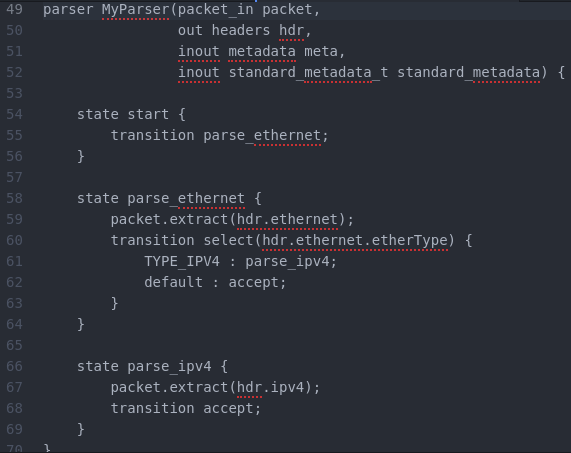 49 parser MyParser(packet_in packet,
50                 out headers hdr,
51                 inout metadata meta,
52                 inout standard_metadata_t standard_metadata) {
53
54     state start {
55         transition parse_ethernet;
56     }
57
58     state parse_ethernet {
59         packet.extract(hdr.ethernet);
60         transition select(hdr.ethernet.etherType) {
61             TYPE_IPV4 : parse_ipv4;
62             default : accept;
63         }
64     }
65
66     state parse_ipv4 {
67         packet.extract(hdr.ipv4);
68         transition accept;
69     }
70 }